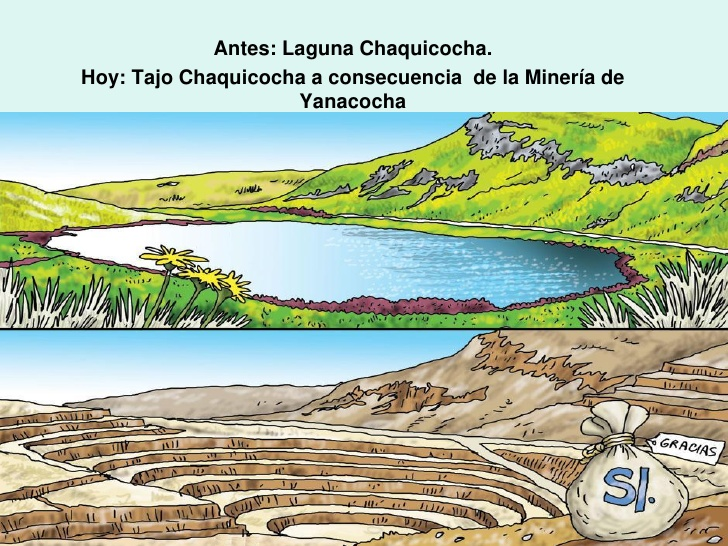 Antes: Laguna Chaquicocha.
Hoy: Tajo Chaquicocha a consecuencia  de la Minería de
Yanacocha
GRACIAS
S/.